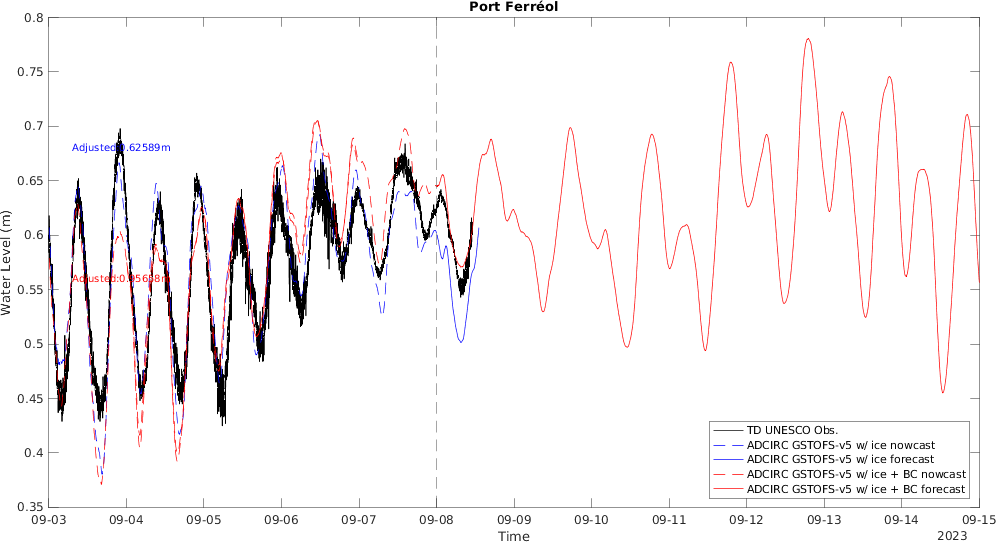 Port Ferréol
0.8
0.75
0.7
0.65
0.6
0.55
0.5
0.45
0.4
0.35
Water Level (m)
Adjusted:0.62589m
TD UNESCO Obs.
ADCIRC GSTOFS-v5 w/ ice nowcast
ADCIRC GSTOFS-v5 w/ ice forecast
ADCIRC GSTOFS-v5 w/ ice + BC nowcast
ADCIRC GSTOFS-v5 w/ ice + BC forecast
09-03 09-04 09-05 09-06 09-07 09-08 09-09 09-10 09-11 09-12 09-13 09-14 09-15
Time
2023